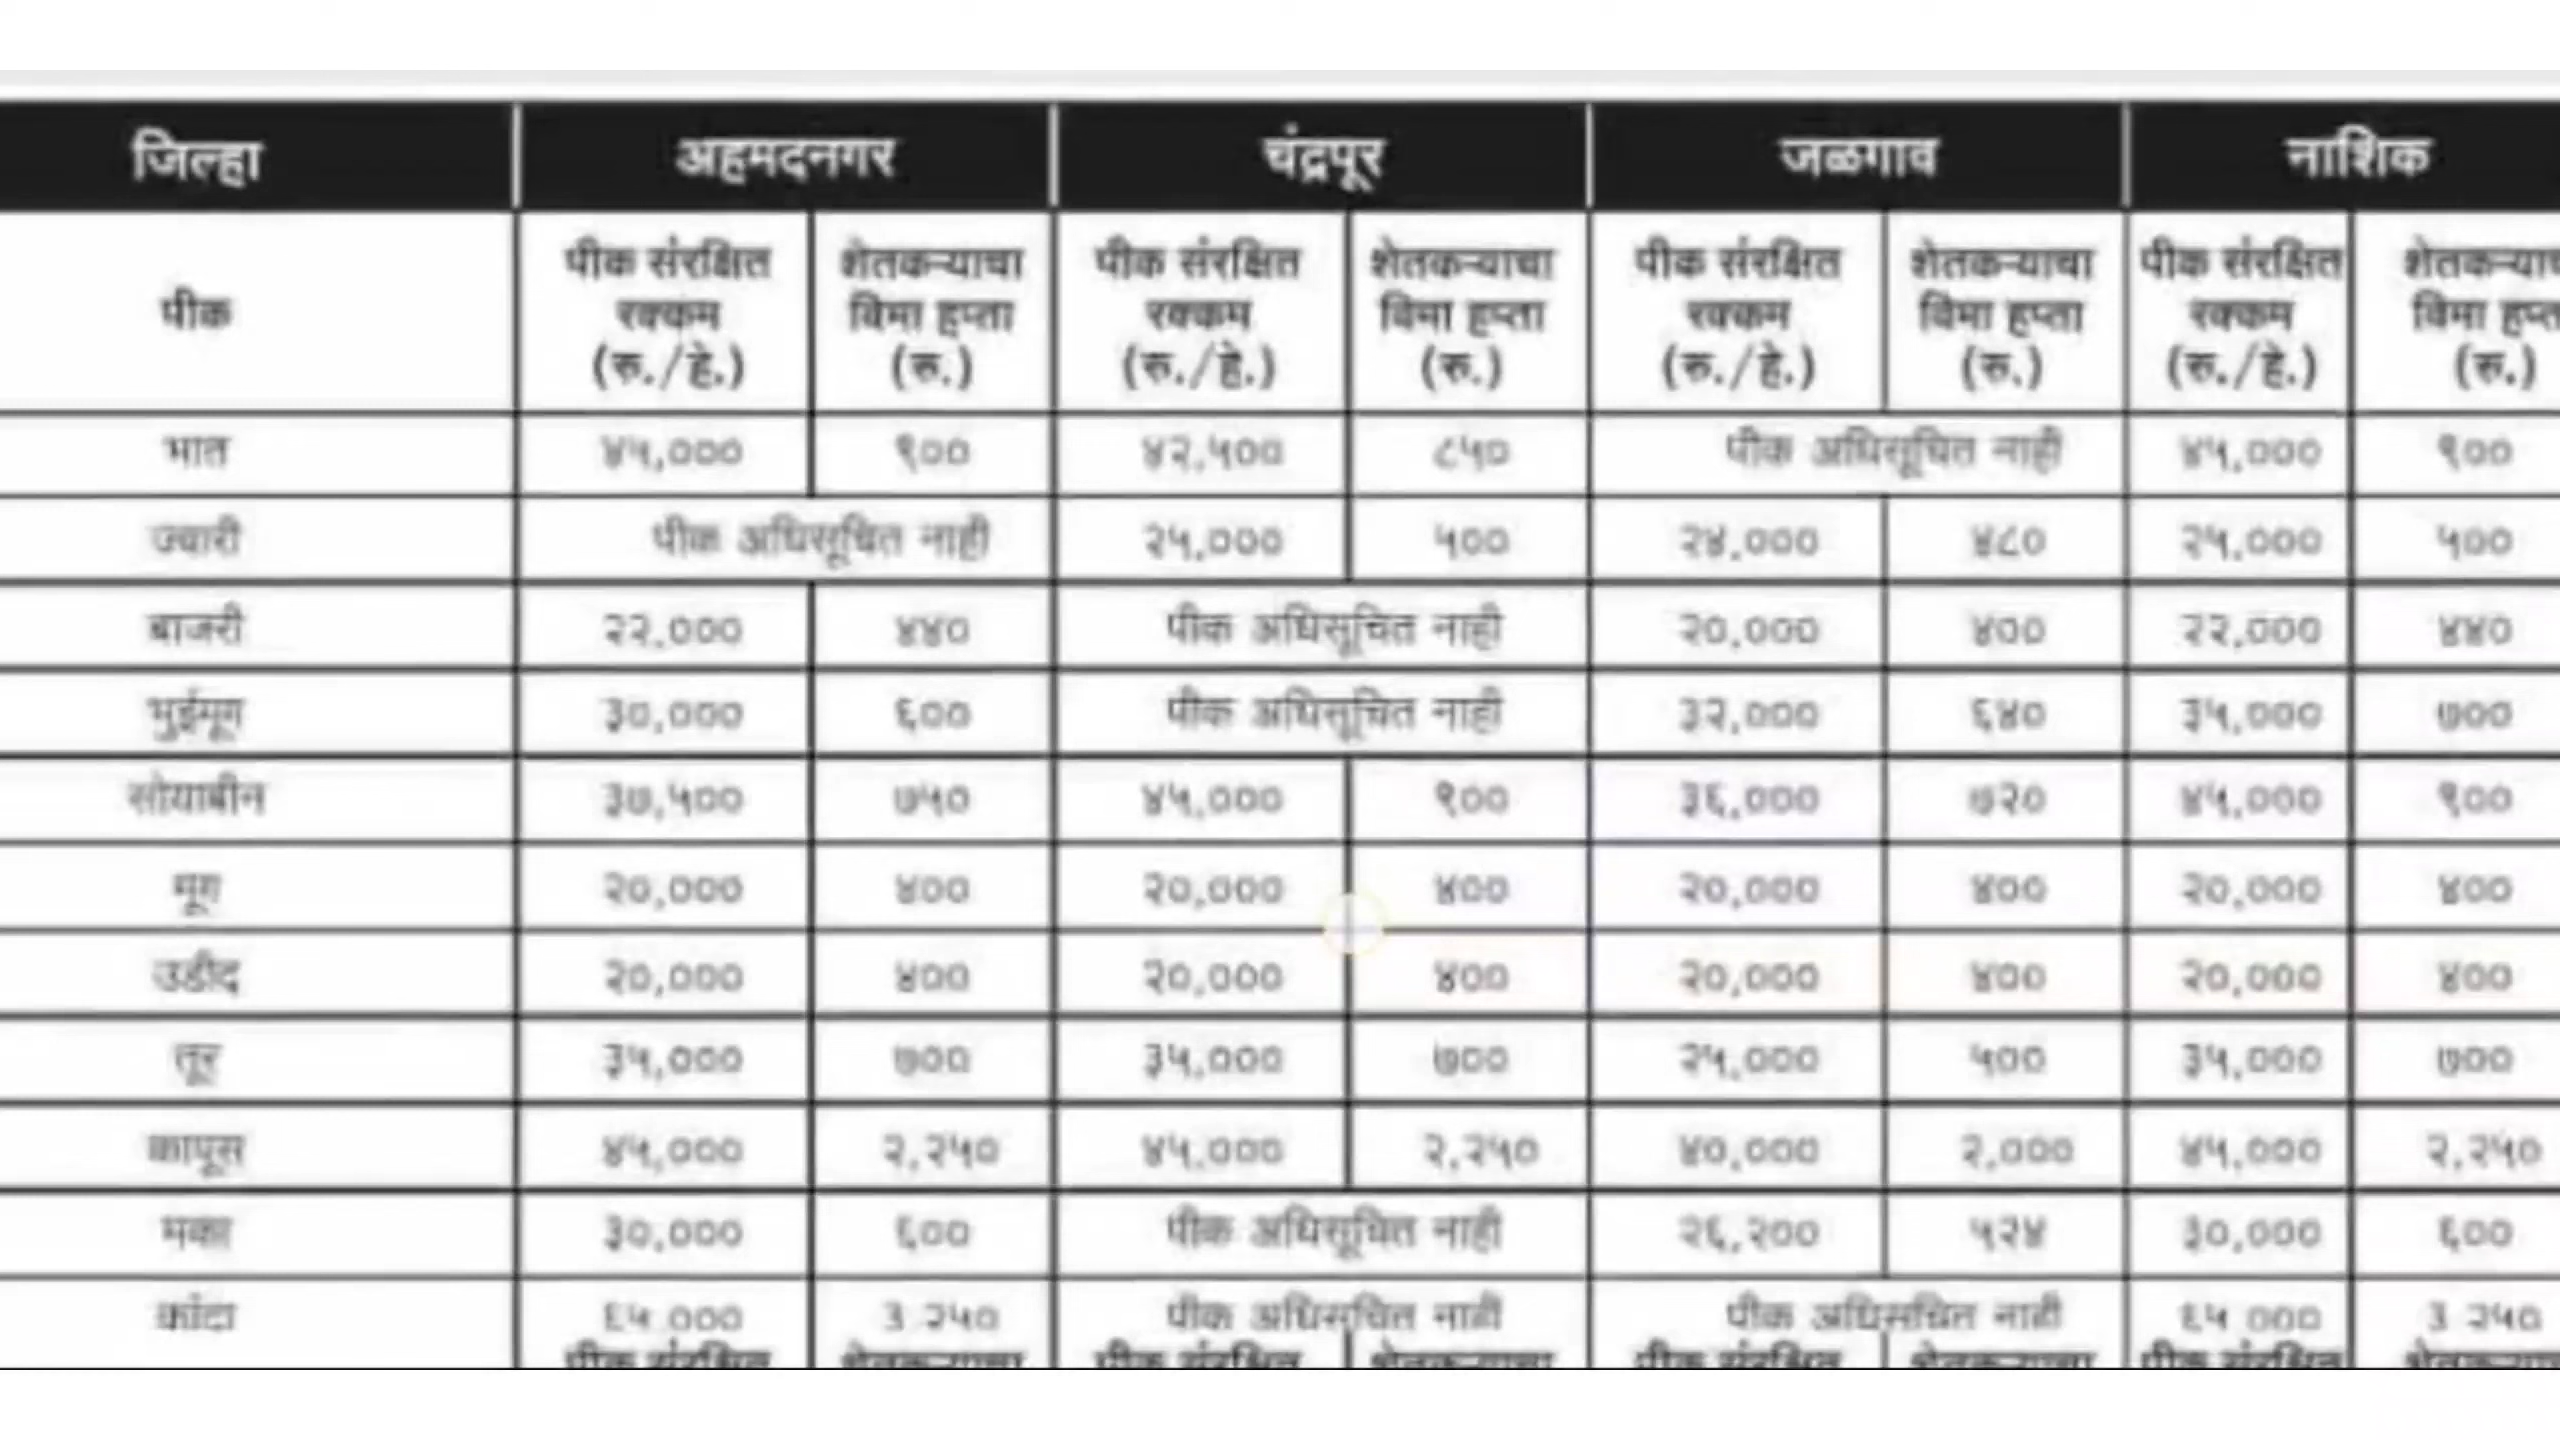 जिल्हा अहमदनगर चंद्रपूर जळगाव नाशिक
पीक पीक संरक्षित रक्कम (रु./हे.) शेतकऱ्याचा विमा हप्ता (रु.) पीक संरक्षित रक्कम (रु./हे.) शेतकऱ्याचा विमा हप्ता (रु.) पीक संरक्षित रक्कम (रु./हे.) शेतकऱ्याचा विमा हप्ता (रु.) पीक संरक्षित रक्कम (रु./हे.) (रु.)
भात ४५,००० ९०० ४२,५०० ८५० पीक अधिसूचित नाही ४५,००० ९००
ज्वारी पीक अधिसूचित नाही २५,००० ५०० २४,००० ४८० २५,००० ५००
बाजरी २२,००० ४४० पीक अधिसूचित नाही २०,००० ४०० २२,००० ४४०
भुईमूग ३०,००० ६०० पीक अधिसूचित नाही ३२,००० ६४० ३५,००० ७००
सोयाबीन ३७,५०० ७५० ४५,००० ९०० ३६,००० ७२० ४५,००० ९००
मूग २०,००० ४०० २०,००० ४०० २०,००० ४०० २०,००० ४००
उडीद २०,००० ४०० २०,००० ४०० २०,००० ४०० २०,००० ४००
तूर ३५,००० ७०० ३५,००० ७०० २५,००० ५०० ३५,००० ७००
कापूस ४५,००० २,२५० ४५,००० २,२५० ४०,००० २,००० ४५,००० २,२५०
मका ३०,००० ६०० पीक अधिसूचित नाही २६,२०० ५२४ ३०,००० ६००
कांदा ६५,००० ३,२५० पीक अधिसूचित नाही पीक अधिसूचित नाही ६५,००० ३,२५०